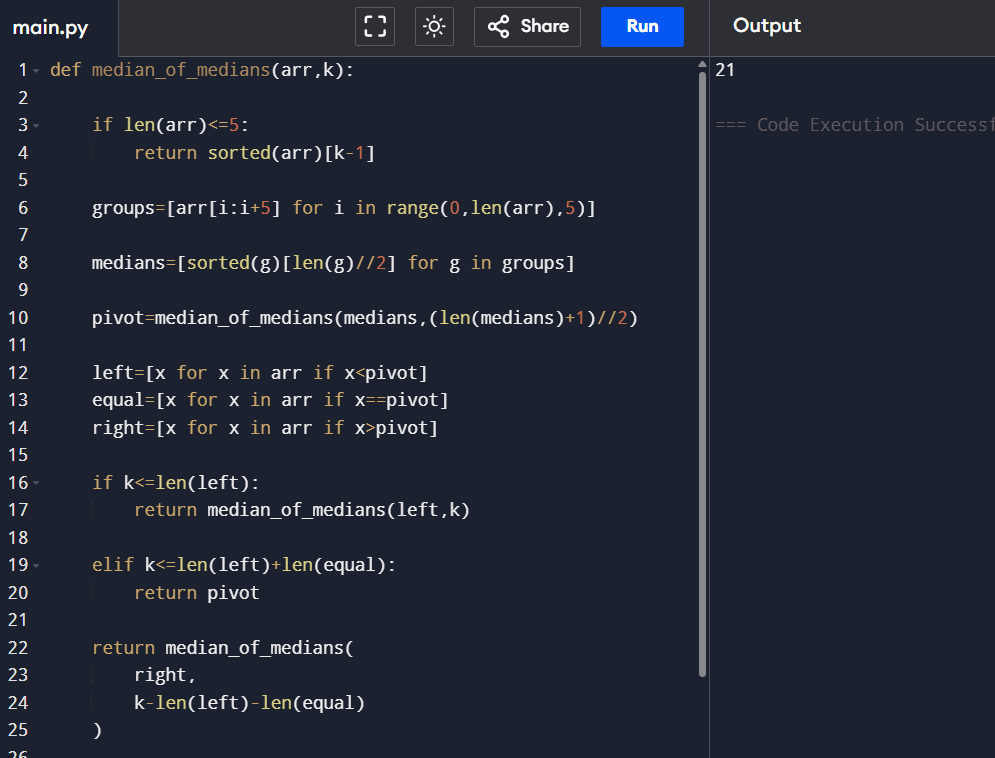 main.py
Share
Run
Output
1 def median_of_medians(arr,k):
2
3     if len(arr)<=5:
4         return sorted(arr)[k-1]
5
6     groups=[arr[i:i+5] for i in range(0,len(arr),5)]
7
8     medians=[sorted(g)[len(g)//2] for g in groups]
9
10     pivot=median_of_medians(medians,(len(medians)+1)//2)
11
12     left=[x for x in arr if x<pivot]
13     equal=[x for x in arr if x==pivot]
14     right=[x for x in arr if x>pivot]
15
16     if k<=len(left):
17         return median_of_medians(left,k)
18
19     elif k<=len(left)+len(equal):
20         return pivot
21
22     return median_of_medians(
23         right,
24         k-len(left)-len(equal)
25     )
26
21
=== Code Execution Successf